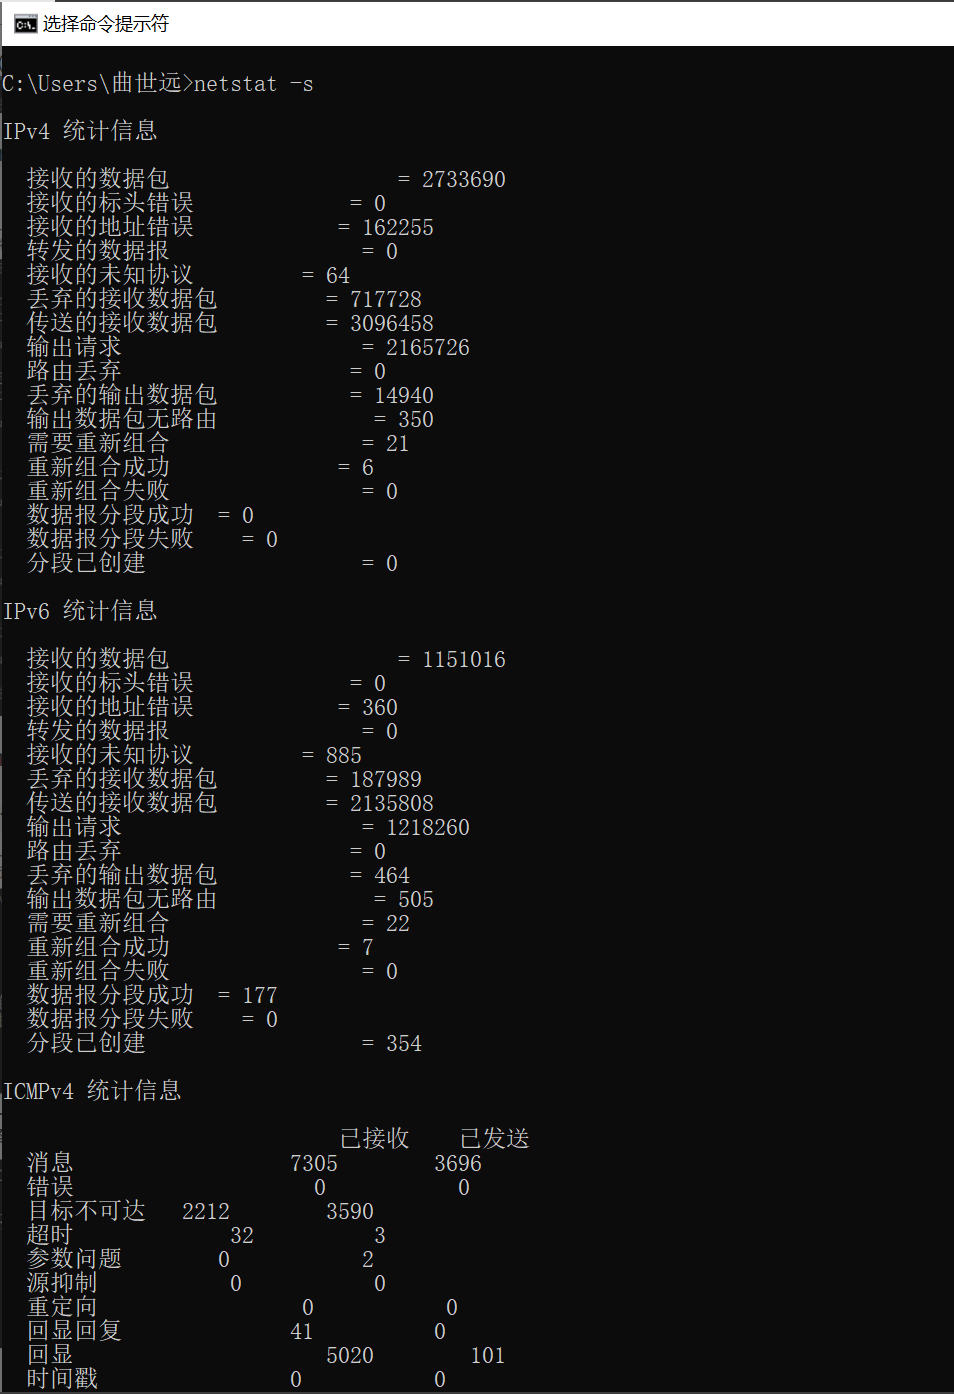 选择命令提示符
C:\Users\曲世远>netstat -s
IPv4 统计信息
接收的数据包 = 2733690
接收的标头错误 = 0
接收的地址错误 = 162255
转发的数据报 = 0
接收的未知协议 = 64
丢弃的接收数据包 = 717728
传送的接收数据包 = 3096458
输出请求 = 2165726
路由丢弃 = 0
丢弃的输出数据包 = 14940
输出数据包无路由 = 350
需要重新组合 = 21
重新组合成功 = 6
重新组合失败 = 0
数据报分段成功 = 0
数据报分段失败 = 0
分段已创建 = 0
IPv6 统计信息
接收的数据包 = 1151016
接收的标头错误 = 0
接收的地址错误 = 360
转发的数据报 = 0
接收的未知协议 = 885
丢弃的接收数据包 = 187989
传送的接收数据包 = 2135808
输出请求 = 1218260
路由丢弃 = 0
丢弃的输出数据包 = 464
输出数据包无路由 = 505
需要重新组合 = 22
重新组合成功 = 7
重新组合失败 = 0
数据报分段成功 = 177
数据报分段失败 = 0
分段已创建 = 354
ICMPv4 统计信息
已接收 已发送
消息 7305 3696
错误 0 0
目标不可达 2212 3590
超时 32 3
参数问题 0 2
源抑制 0 0
重定向 0 0
回显回复 41 0
回显 5020 101
时间戳 0 0